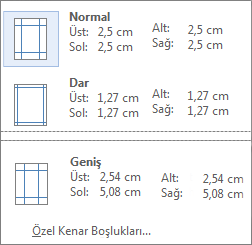 Normal
Üst: 2,5 cm Alt: 2,5 cm
Sol: 2,5 cm Sağ: 2,5 cm
Dar
Üst: 1,27 cm Alt: 1,27 cm
Sol: 1,27 cm Sağ: 1,27 cm
Geniş
Üst: 2,54 cm Alt: 2,54 cm
Sol: 5,08 cm Sağ: 5,08 cm
Özel Kenar Boşlukları...